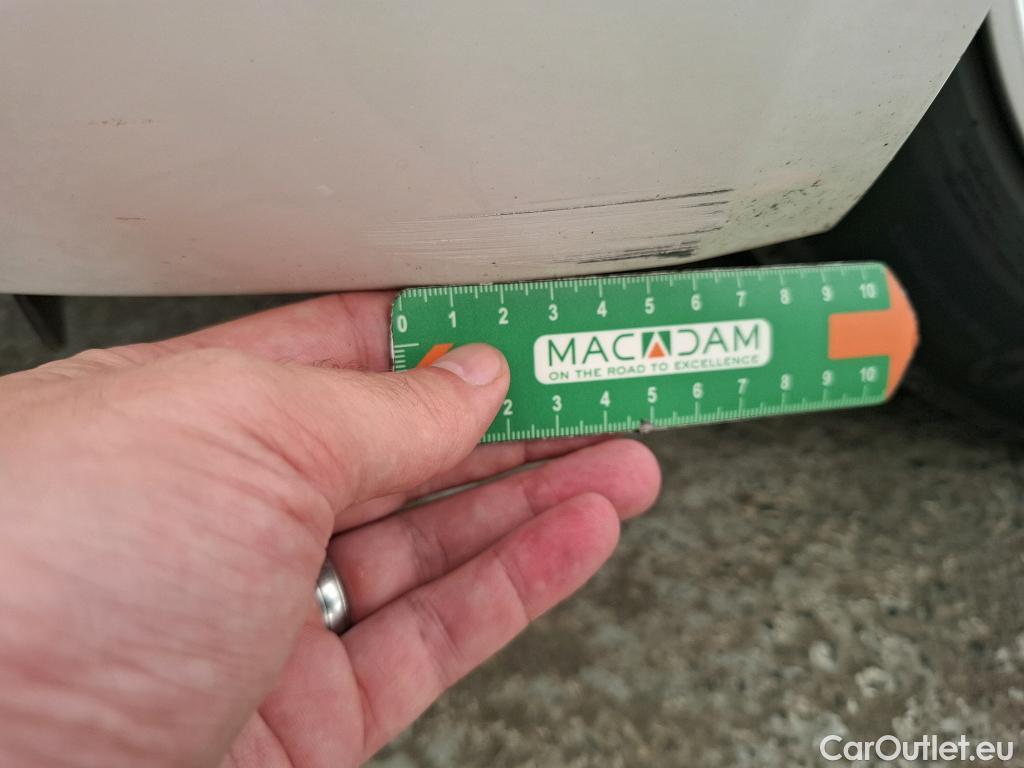 0 1 2 3 4 5 6 7 8 9 10
MACADAM
ON THE ROAD TO EXCELLENCE
2 3 4 5 6 7 8 9 10
CarOutlet.eu